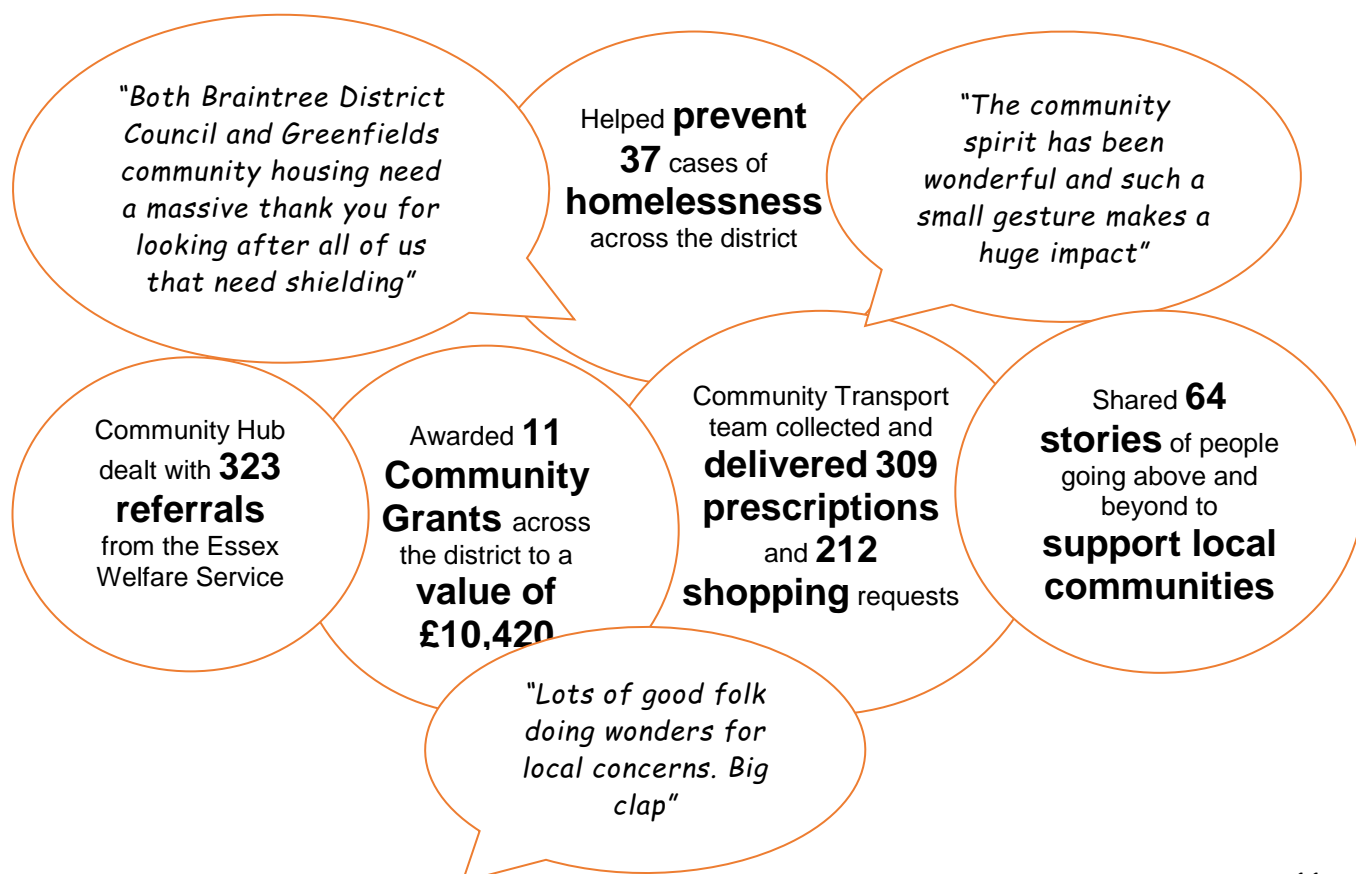 “Both Braintree District
Council and Greenfields
community housing need
a massive thank you for
looking after all of us
that need shielding”
Helped prevent
37 cases of
homelessness
across the district
“The community
spirit has been
wonderful and such a
small gesture makes a
huge impact”
Community Hub
dealt with 323
referrals
from the Essex
Welfare Service
Awarded 11
Community
Grants across
the district to a
value of
£10,420
Community Transport
team collected and
delivered 309
prescriptions
and 212
shopping requests
Shared 64
stories of people
going above and
beyond to
support local
communities
“Lots of good folk
doing wonders for
local concerns. Big
clap”